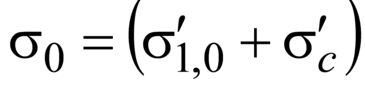 σ₀ = (σ′₁,₀ + σ′c)